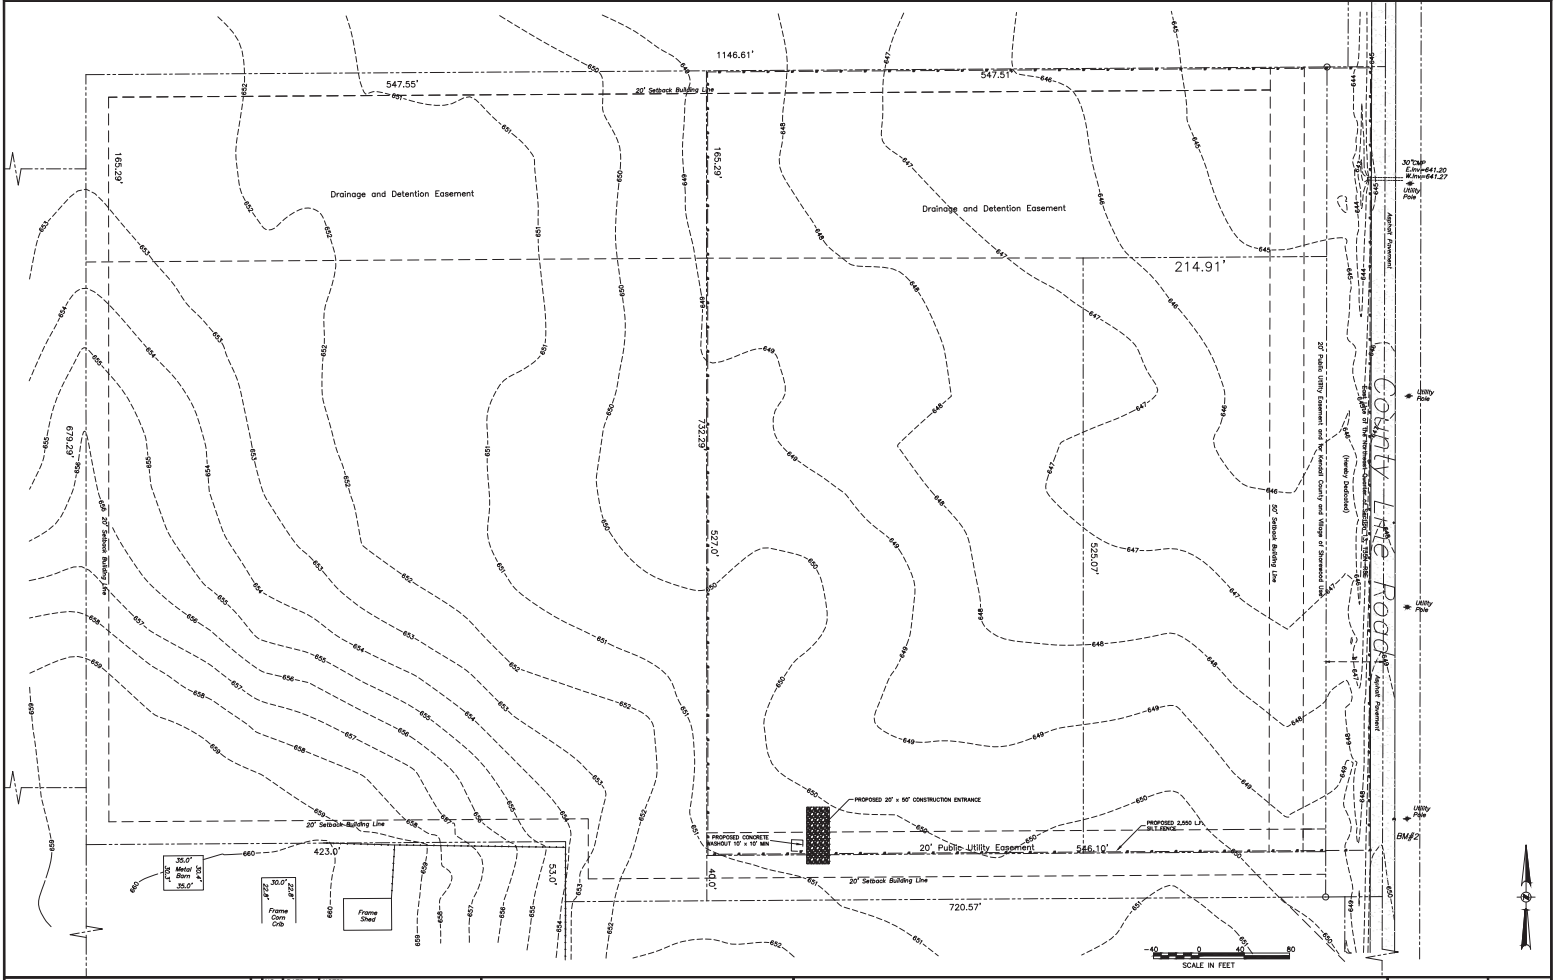 1146.61'
547.55'
547.51'
20' Setback Building Line
165.29'
165.29'
30"CMP
E.Inv=641.20
W.Inv=641.27
Utility
Pole
Drainage and Detention Easement
Drainage and Detention Easement
Asphalt Pavment
214.91'
20' Public Utility Easement and for Kendall County and Village of Shorewood Use
County Line Road
Utility
Pole
679.29'
732.29
(Hereby Dedicated)
20' Setback Building Line
527.0'
525.07'
50' Setback Building Line
Utility
Pole
Asphalt Pavement
PROPOSED 20' x 50' CONSTRUCTION ENTRANCE
Utility
Pole
20' Setback Building Line
PROPOSED CONCRETE
WASHOUT 10' x 10' MIN
PROPOSED 2,550 L.F.
SILT FENCE
BM#2
423.0'
20' Public Utility Easement
546.10'
35.0'
Metal
Barn
35.0'
30.3'
30.4'
53.0'
40.0'
20' Setback Building Line
30.0'
22.8'
22.8'
Frame
Corn
Crib
Frame
Shed
720.57'
-40 0 40 80
SCALE IN FEET
N